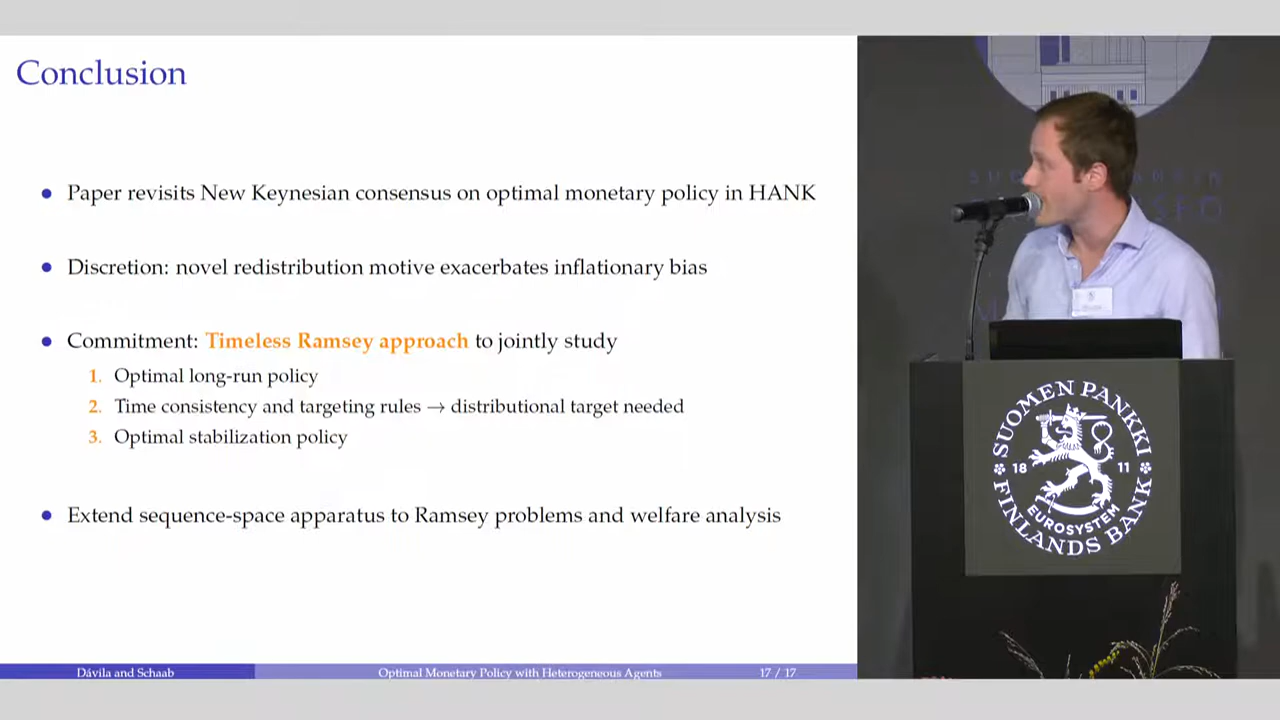 Conclusion
• Paper revisits New Keynesian consensus on optimal monetary policy in HANK
• Discretion: novel redistribution motive exacerbates inflationary bias
• Commitment: Timeless Ramsey approach to jointly study
1. Optimal long-run policy
2. Time consistency and targeting rules → distributional target needed
3. Optimal stabilization policy
• Extend sequence-space apparatus to Ramsey problems and welfare analysis
Dávila and Schaab
Optimal Monetary Policy with Heterogeneous Agents
17 / 17
SUOMEN PANKKI
18 11
EUROSYSTEM
FINLANDS BANK